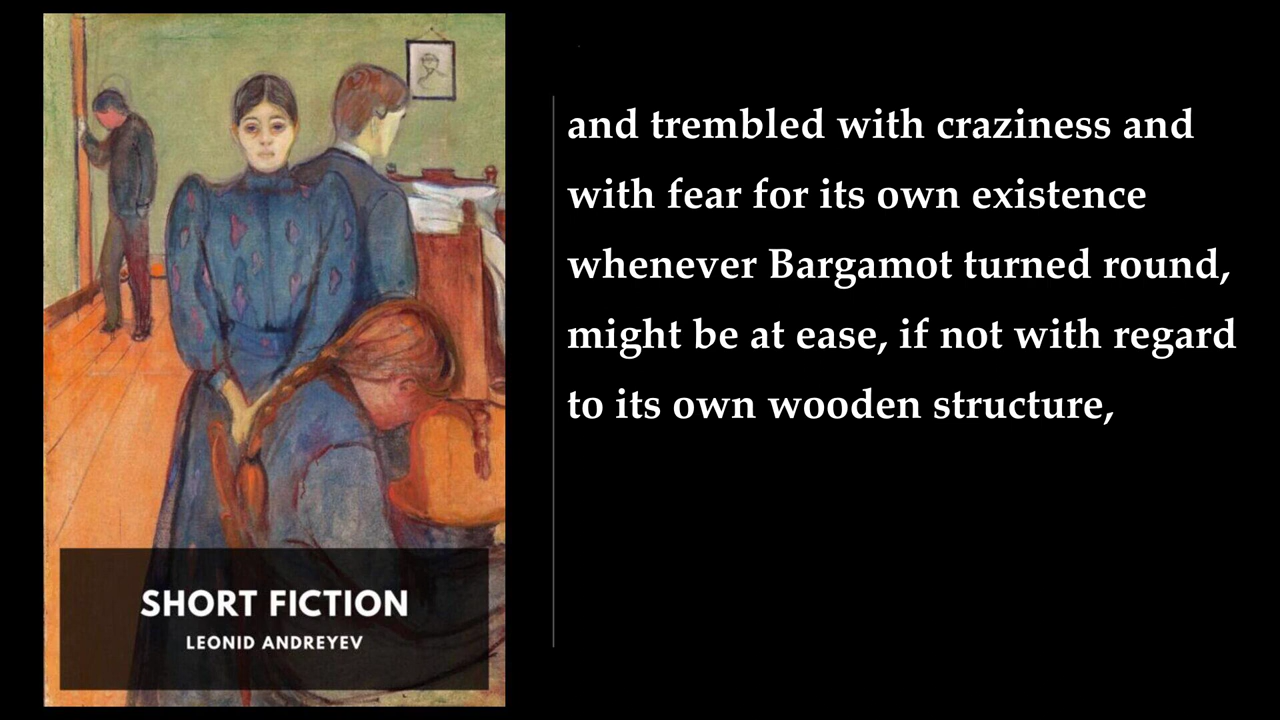 SHORT FICTION
LEONID ANDREYEV
and trembled with craziness and
with fear for its own existence
whenever Bargamot turned round,
might be at ease, if not with regard
to its own wooden structure,